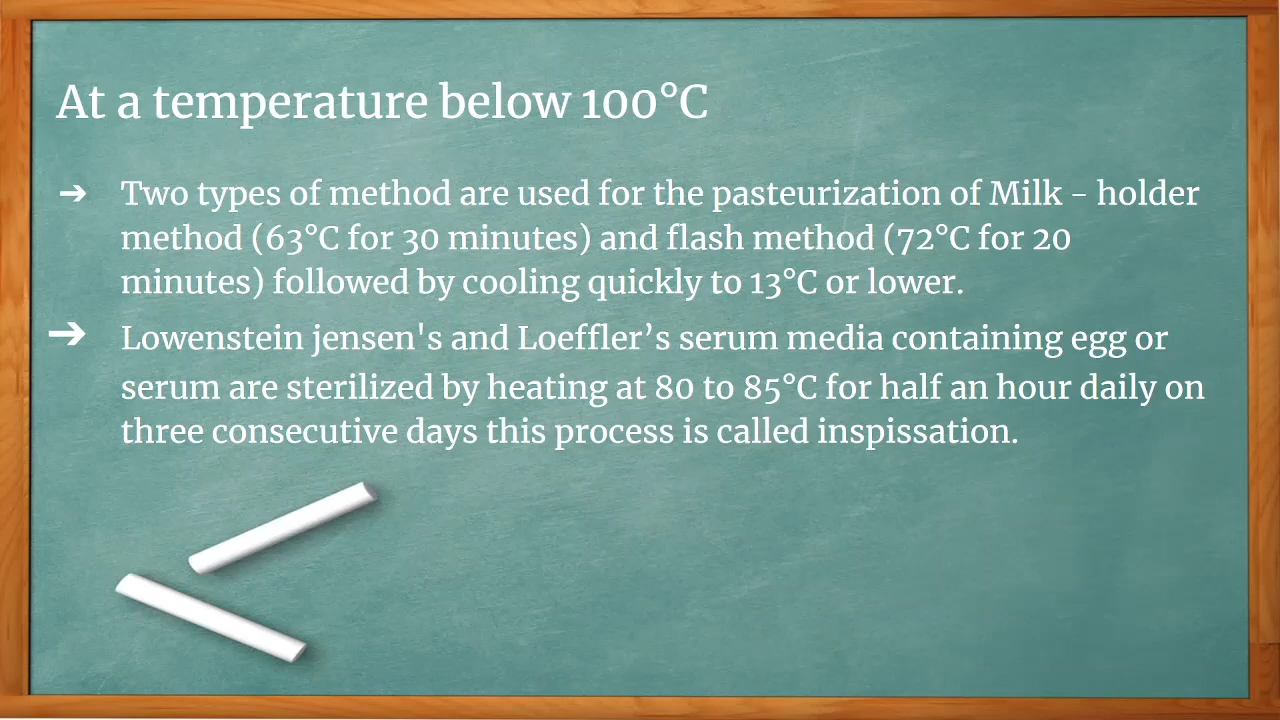 At a temperature below 100°C
➔ Two types of method are used for the pasteurization of Milk - holder
method (63°C for 30 minutes) and flash method (72°C for 20
minutes) followed by cooling quickly to 13°C or lower.
➔ Lowenstein jensen's and Loeffler’s serum media containing egg or
serum are sterilized by heating at 80 to 85°C for half an hour daily on
three consecutive days this process is called inspissation.